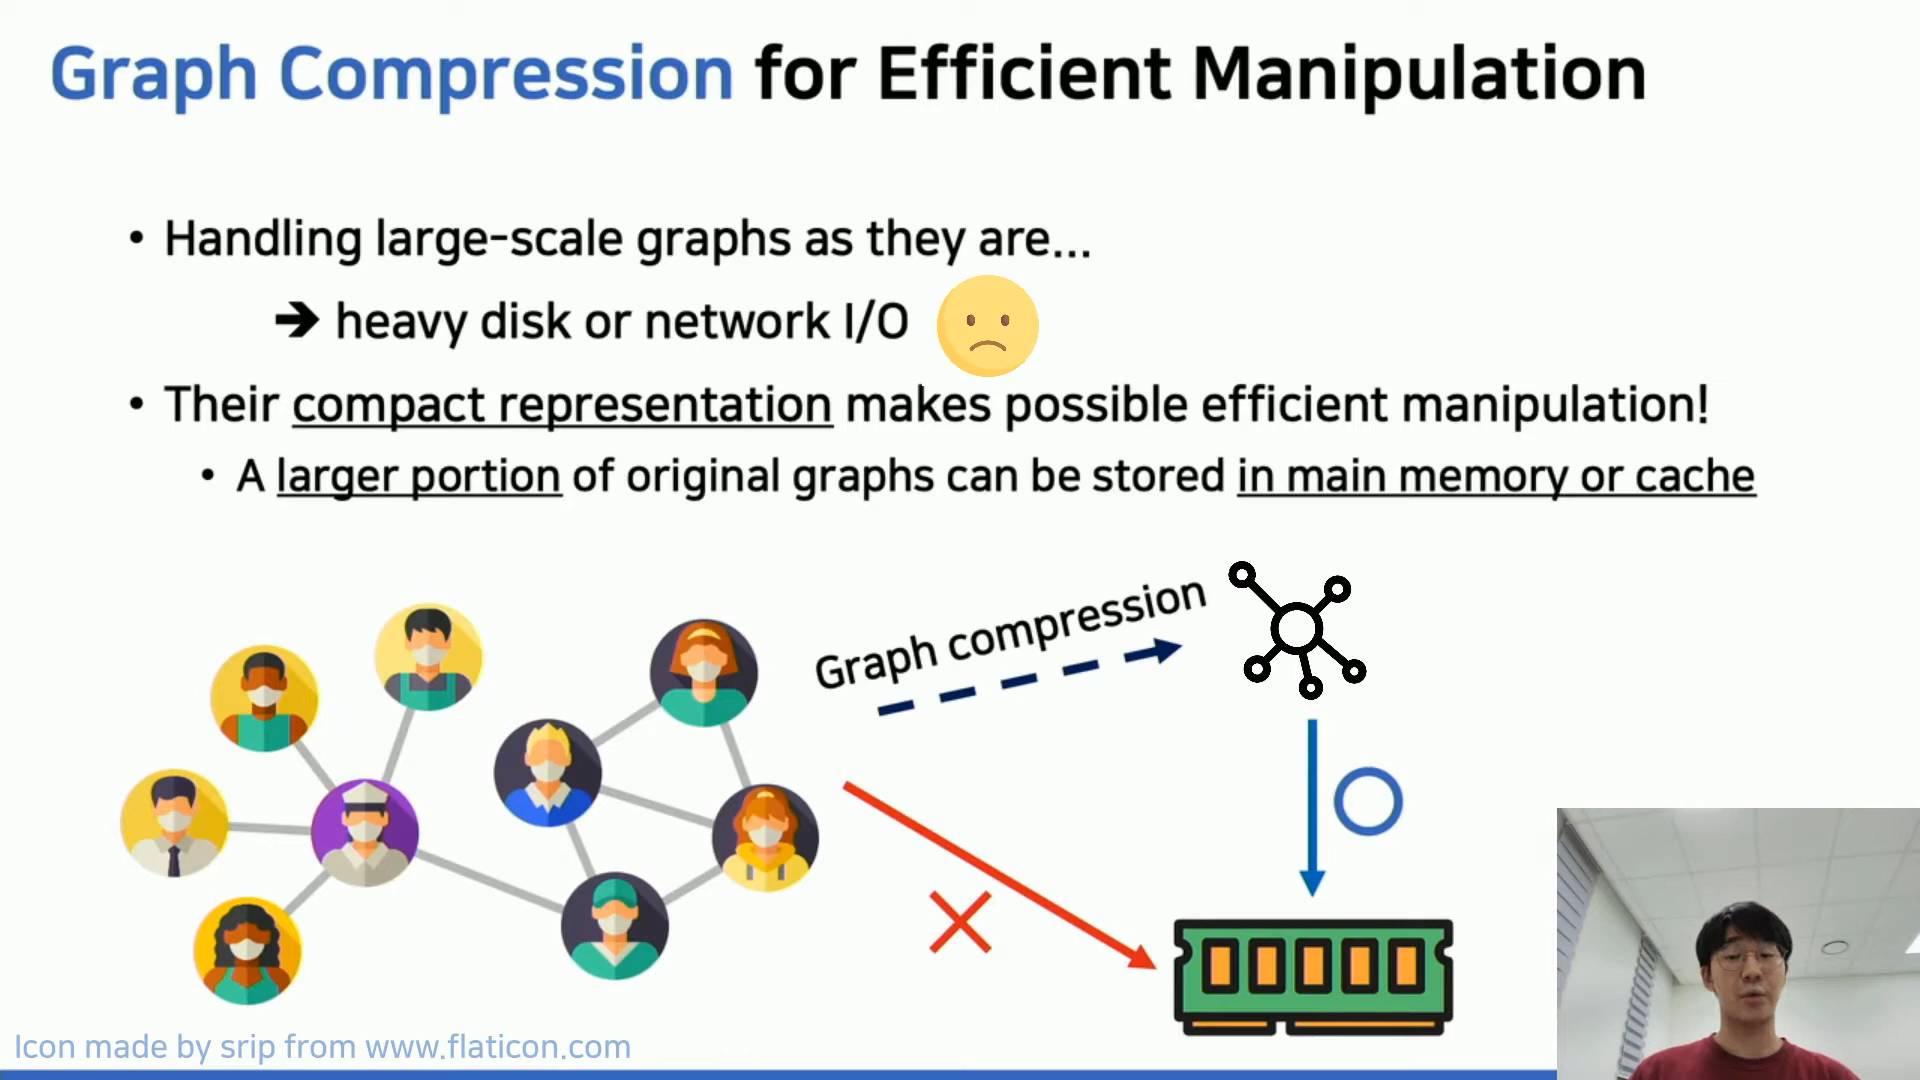 Graph Compression for Efficient Manipulation
• Handling large-scale graphs as they are...
➔ heavy disk or network I/O
• Their compact representation makes possible efficient manipulation!
• A larger portion of original graphs can be stored in main memory or cache
Graph compression
Icon made by srip from www.flaticon.com